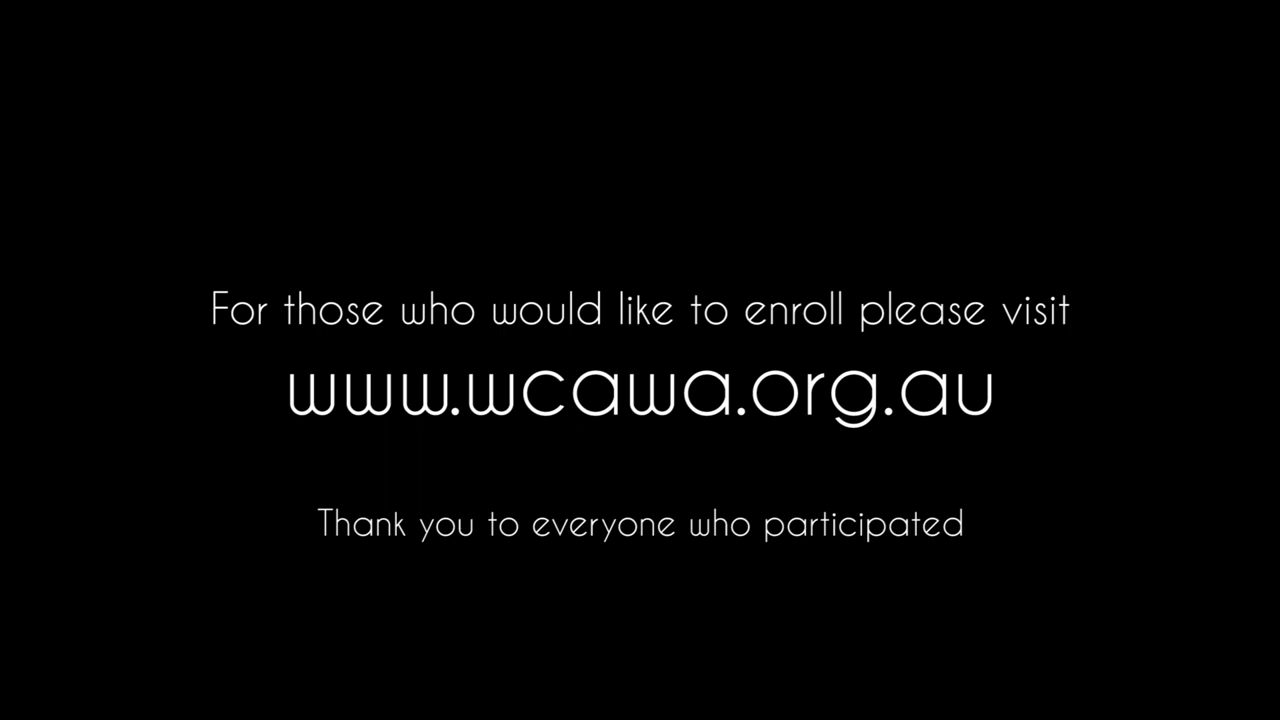 For those who would like to enroll please visit
www.wcawa.org.au
Thank you to everyone who participated